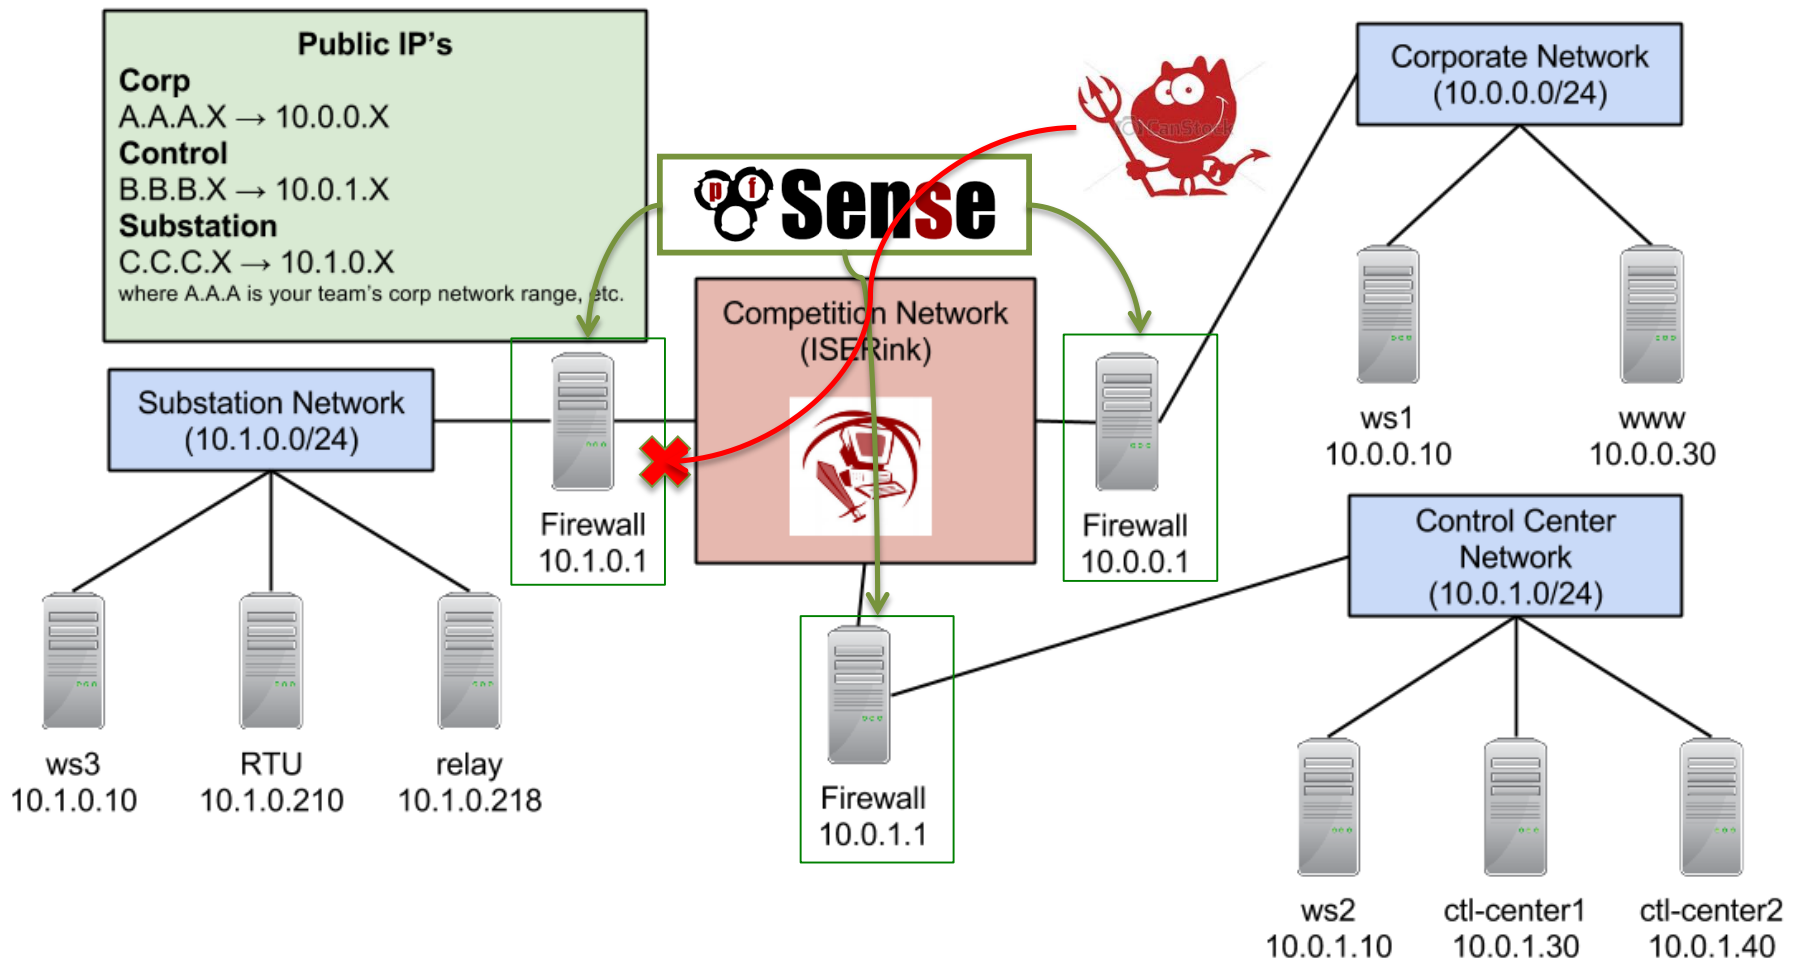 Public IP's
Corp
A.A.A.X → 10.0.0.X
Control
B.B.B.X → 10.0.1.X
Substation
C.C.C.X → 10.1.0.X
where A.A.A is your team's corp network range, etc.
pf Sense
CanStock
Corporate Network
(10.0.0.0/24)
ws1
10.0.0.10
www
10.0.0.30
Competition Network
(ISERink)
Substation Network
(10.1.0.0/24)
Firewall
10.1.0.1
Firewall
10.0.0.1
Control Center
Network
(10.0.1.0/24)
Firewall
10.0.1.1
ws3
10.1.0.10
RTU
10.1.0.210
relay
10.1.0.218
ws2
10.0.1.10
ctl-center1
10.0.1.30
ctl-center2
10.0.1.40